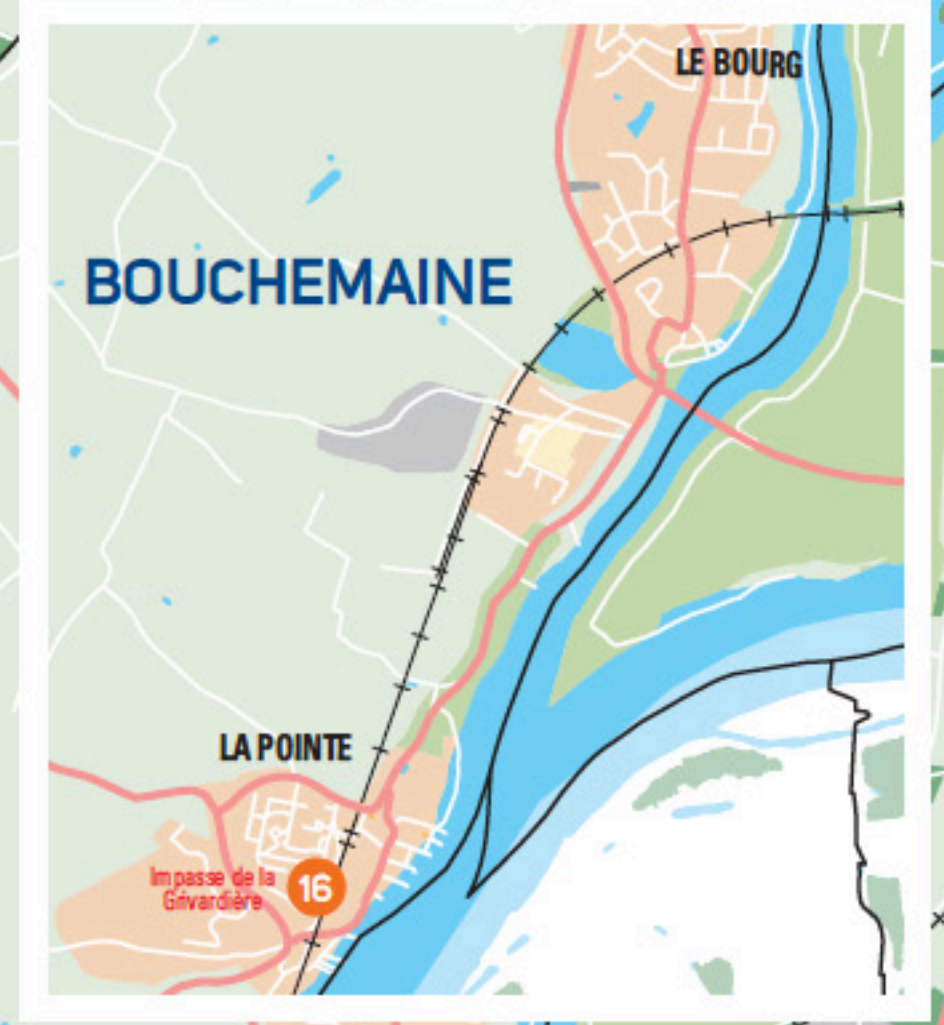 LE BOURG
BOUCHEMAINE
LA POINTE
Impasse de la
Grivardière
16